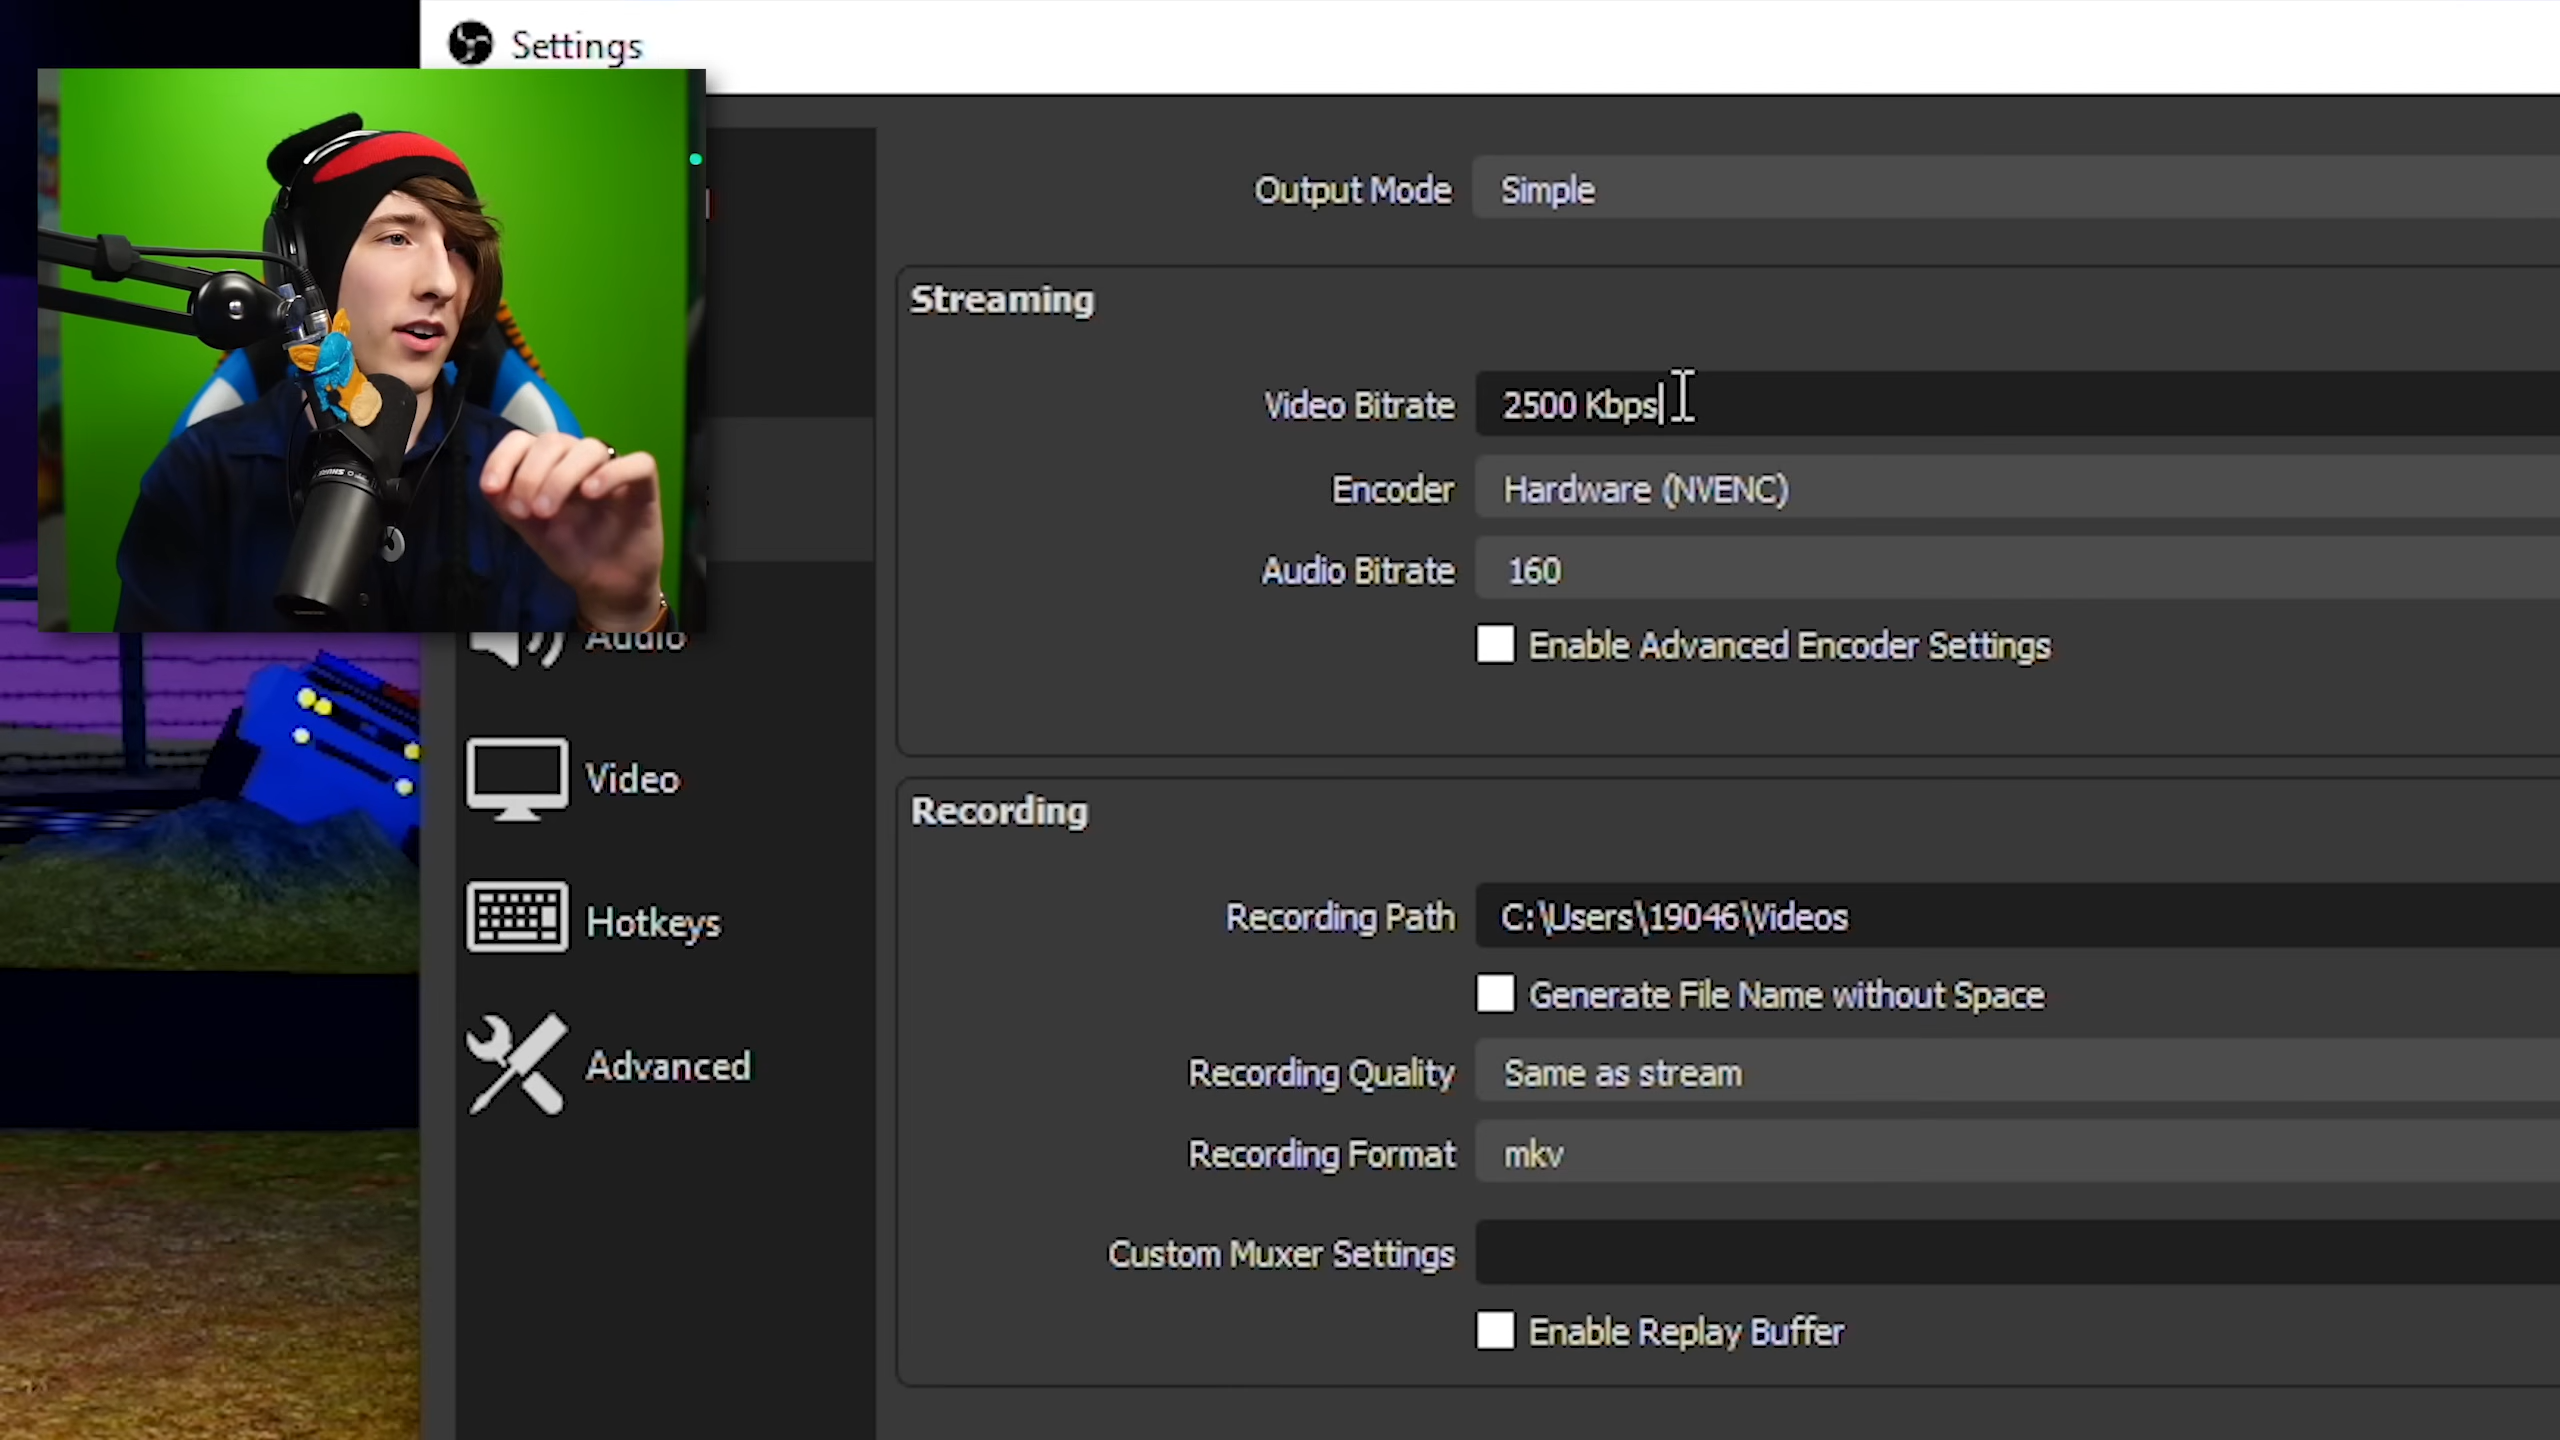 Settings
Output Mode Simple
Streaming
Video Bitrate 2500 Kbps
Encoder Hardware (NVENC)
Audio Bitrate 160
Enable Advanced Encoder Settings
Audio
Video
Hotkeys
Advanced
Recording
Recording Path C:\Users\19046\Videos
Generate File Name without Space
Recording Quality Same as stream
Recording Format mkv
Custom Muxer Settings
Enable Replay Buffer